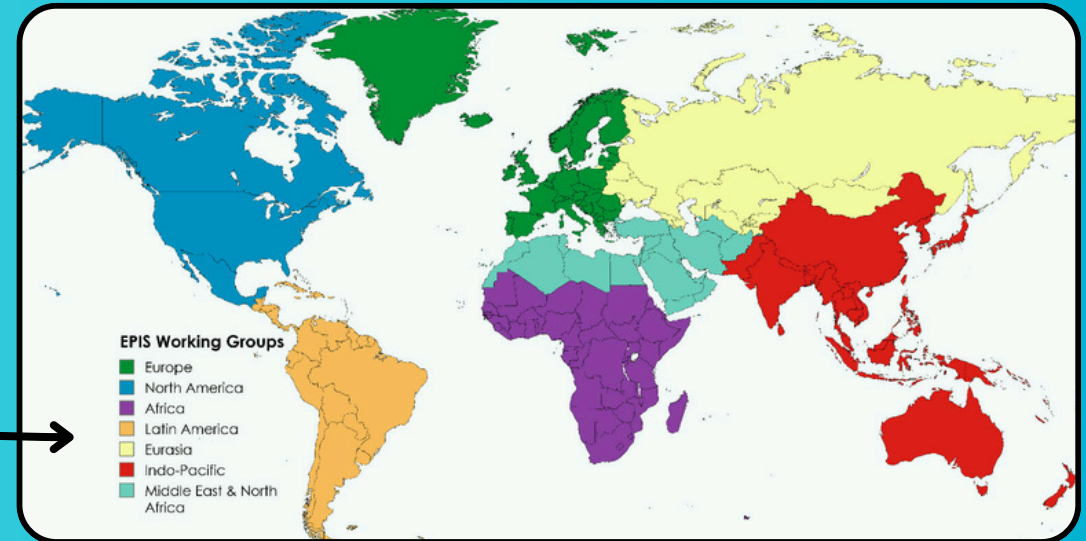 EPIS Working Groups
Europe
North America
Africa
Latin America
Eurasia
Indo-Pacific
Middle East & North
Africa